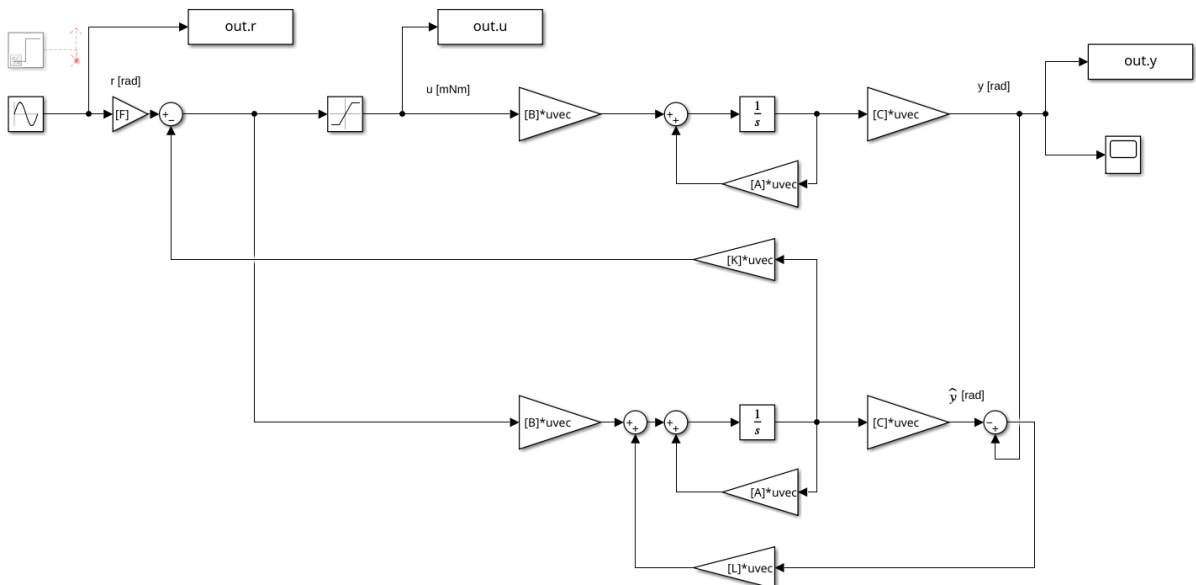 out.r
out.u
out.y
r [rad]
u [mNm]
y [rad]
[F]
+
−
[B]*uvec
+
+
1
s
[C]*uvec
[A]*uvec
[K]*uvec
ŷ [rad]
[B]*uvec
+
+
+
+
1
s
[C]*uvec
−
+
[A]*uvec
[L]*uvec